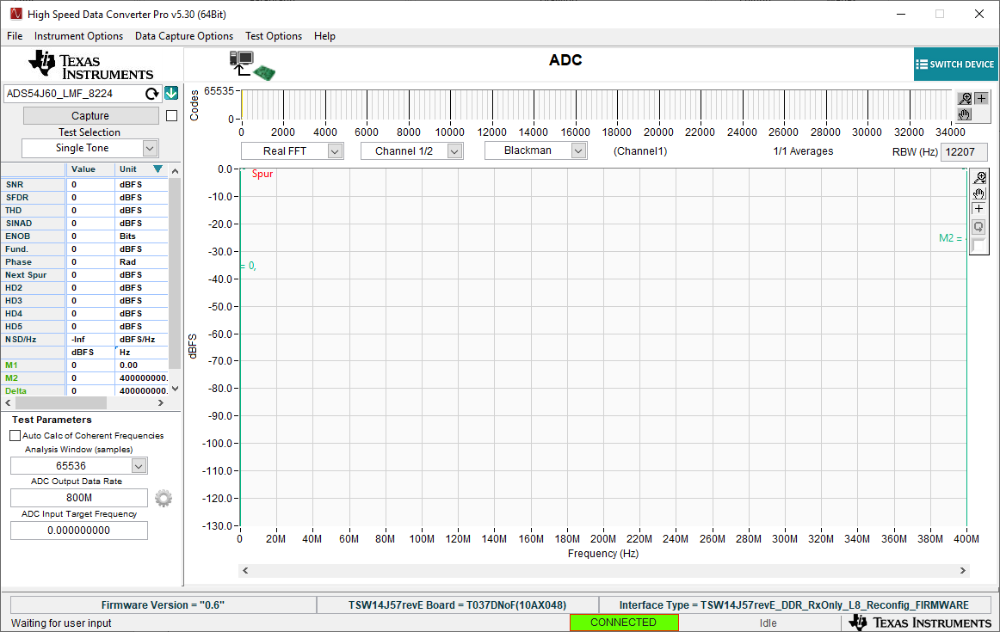 High Speed Data Converter Pro v5.30 (64Bit)
File Instrument Options Data Capture Options Test Options Help
TEXAS INSTRUMENTS
ADC
SWITCH DEVICE
ADS54J60_LMF_8224
Capture
Test Selection
Single Tone
Codes
65535
0
0 2000 4000 6000 8000 10000 12000 14000 16000 18000 20000 22000 24000 26000 28000 30000 32000 34000
Real FFT Channel 1/2 Blackman (Channel1) 1/1 Averages RBW (Hz) 12207
Value Unit
SNR 0 dBFS
SFDR 0 dBFS
THD 0 dBFS
SINAD 0 dBFS
ENOB 0 Bits
Fund. 0 dBFS
Phase 0 Rad
Next Spur 0 dBFS
HD2 0 dBFS
HD3 0 dBFS
HD4 0 dBFS
HD5 0 dBFS
NSD/Hz -Inf dBFS/Hz
dBFS Hz
M1 0 0.00
M2 0 400000000.
Delta 0 400000000.
Test Parameters
Auto Calc of Coherent Frequencies
Analysis Window (samples)
65536
ADC Output Data Rate
800M
ADC Input Target Frequency
0.000000000
dBFS
0.0
-10.0
-20.0
-30.0
-40.0
-50.0
-60.0
-70.0
-80.0
-90.0
-100.0
-110.0
-120.0
-130.0
Spur
M2 =
= 0,
0 20M 40M 60M 80M 100M 120M 140M 160M 180M 200M 220M 240M 260M 280M 300M 320M 340M 360M 380M 400M
Frequency (Hz)
Firmware Version = "0.6" TSW14J57revE Board = T037DNoF(10AX048) Interface Type = TSW14J57revE_DDR_RxOnly_L8_Reconfig_FIRMWARE
Waiting for user input CONNECTED Idle TEXAS INSTRUMENTS